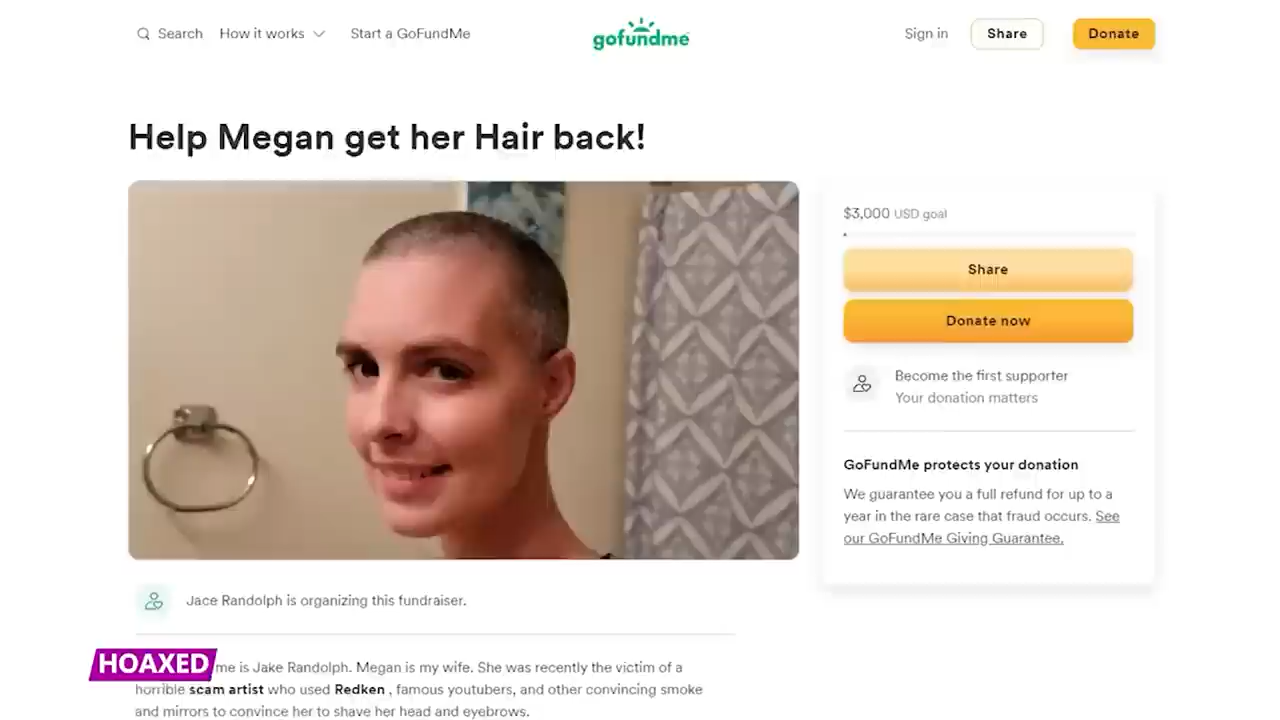 Search How it works Start a GoFundMe gofundme Sign in Share Donate
Help Megan get her Hair back!
$3,000 USD goal
Share
Donate now
Become the first supporter
Your donation matters
GoFundMe protects your donation
We guarantee you a full refund for up to a
year in the rare case that fraud occurs. See
our GoFundMe Giving Guarantee.
Jace Randolph is organizing this fundraiser.
HOAXED
me is Jake Randolph. Megan is my wife. She was recently the victim of a
horrible scam artist who used Redken , famous youtubers, and other convincing smoke
and mirrors to convince her to shave her head and eyebrows.